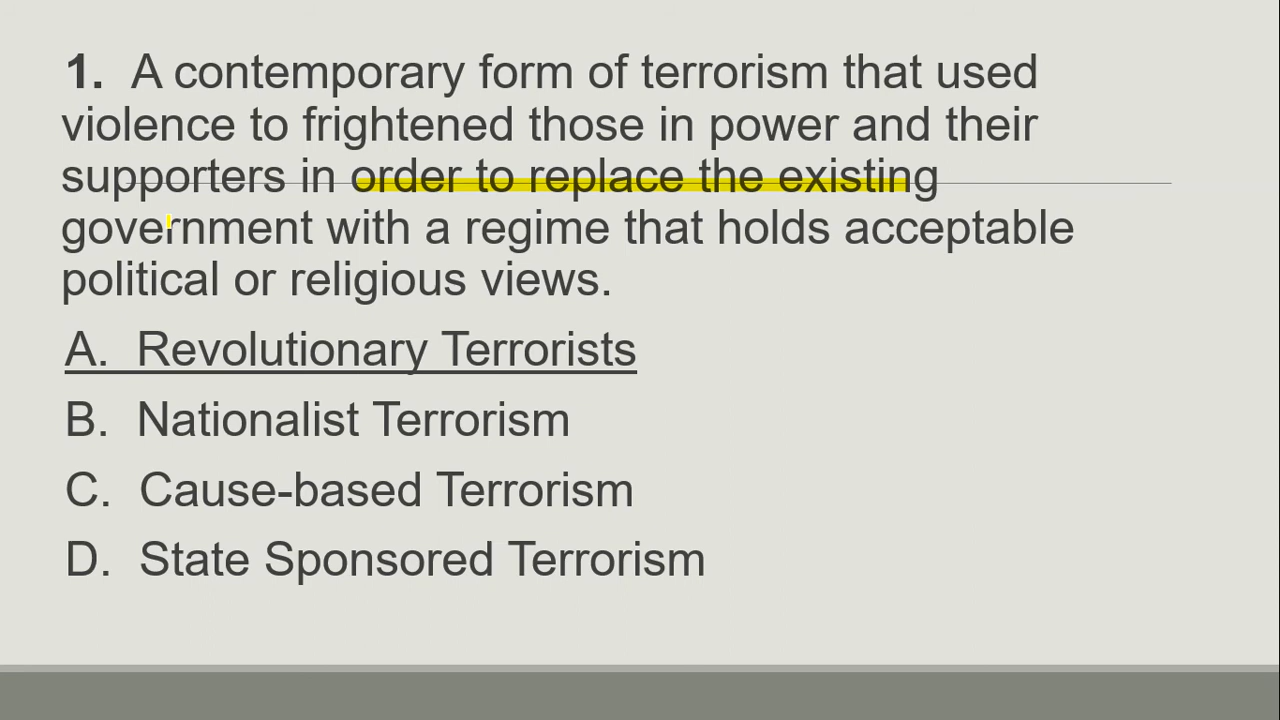 1. A contemporary form of terrorism that used
violence to frightened those in power and their
supporters in order to replace the existing
government with a regime that holds acceptable
political or religious views.
A. Revolutionary Terrorists
B. Nationalist Terrorism
C. Cause-based Terrorism
D. State Sponsored Terrorism